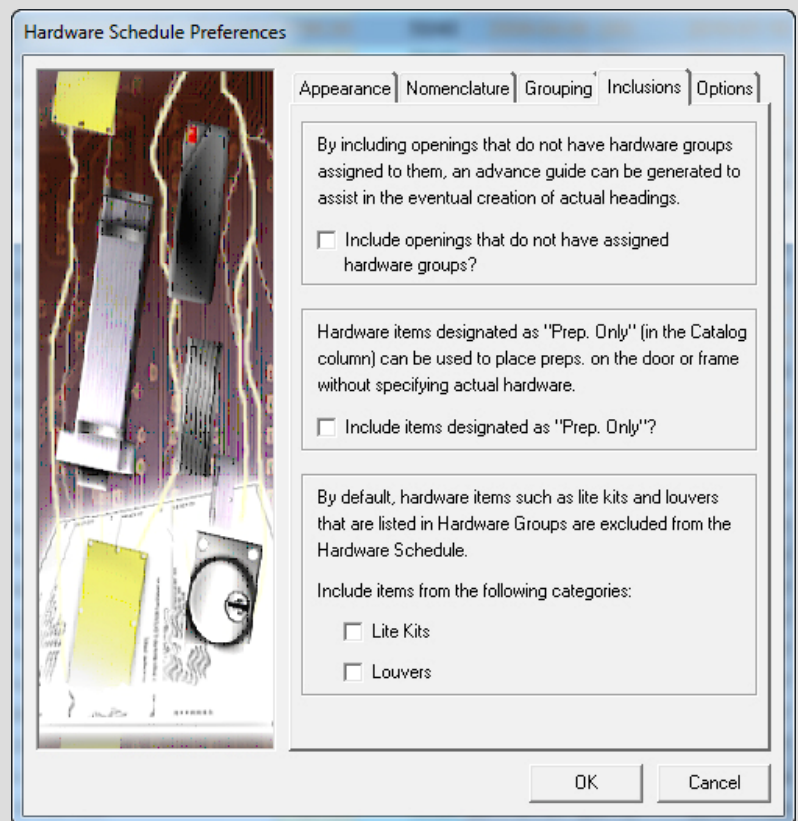 Hardware Schedule Preferences
Appearance
Nomenclature
Grouping
Inclusions
Options
By including openings that do not have hardware groups
assigned to them, an advance guide can be generated to
assist in the eventual creation of actual headings.
Include openings that do not have assigned
hardware groups?
Hardware items designated as "Prep. Only" (in the Catalog
column) can be used to place preps. on the door or frame
without specifying actual hardware.
Include items designated as "Prep. Only"?
By default, hardware items such as lite kits and louvers
that are listed in Hardware Groups are excluded from the
Hardware Schedule.
Include items from the following categories:
Lite Kits
Louvers
OK
Cancel